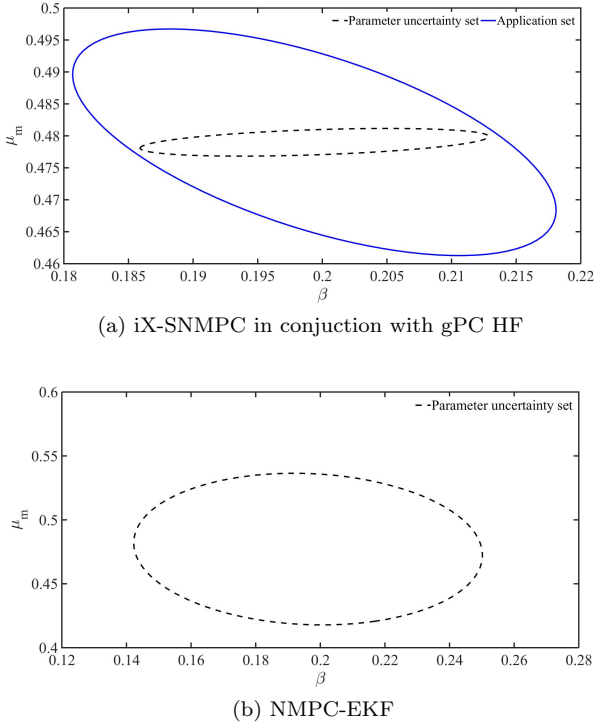 0.5
Parameter uncertainty set Application set
0.495
0.49
0.485
0.48
μm
0.475
0.47
0.465
0.46
0.18 0.185 0.19 0.195 0.2 0.205 0.21 0.215 0.22
β
(a) iX-SNMPC in conjuction with gPC HF
0.6
Parameter uncertainty set
0.55
0.5
μm
0.45
0.4
0.12 0.14 0.16 0.18 0.2 0.22 0.24 0.26 0.28
β
(b) NMPC-EKF